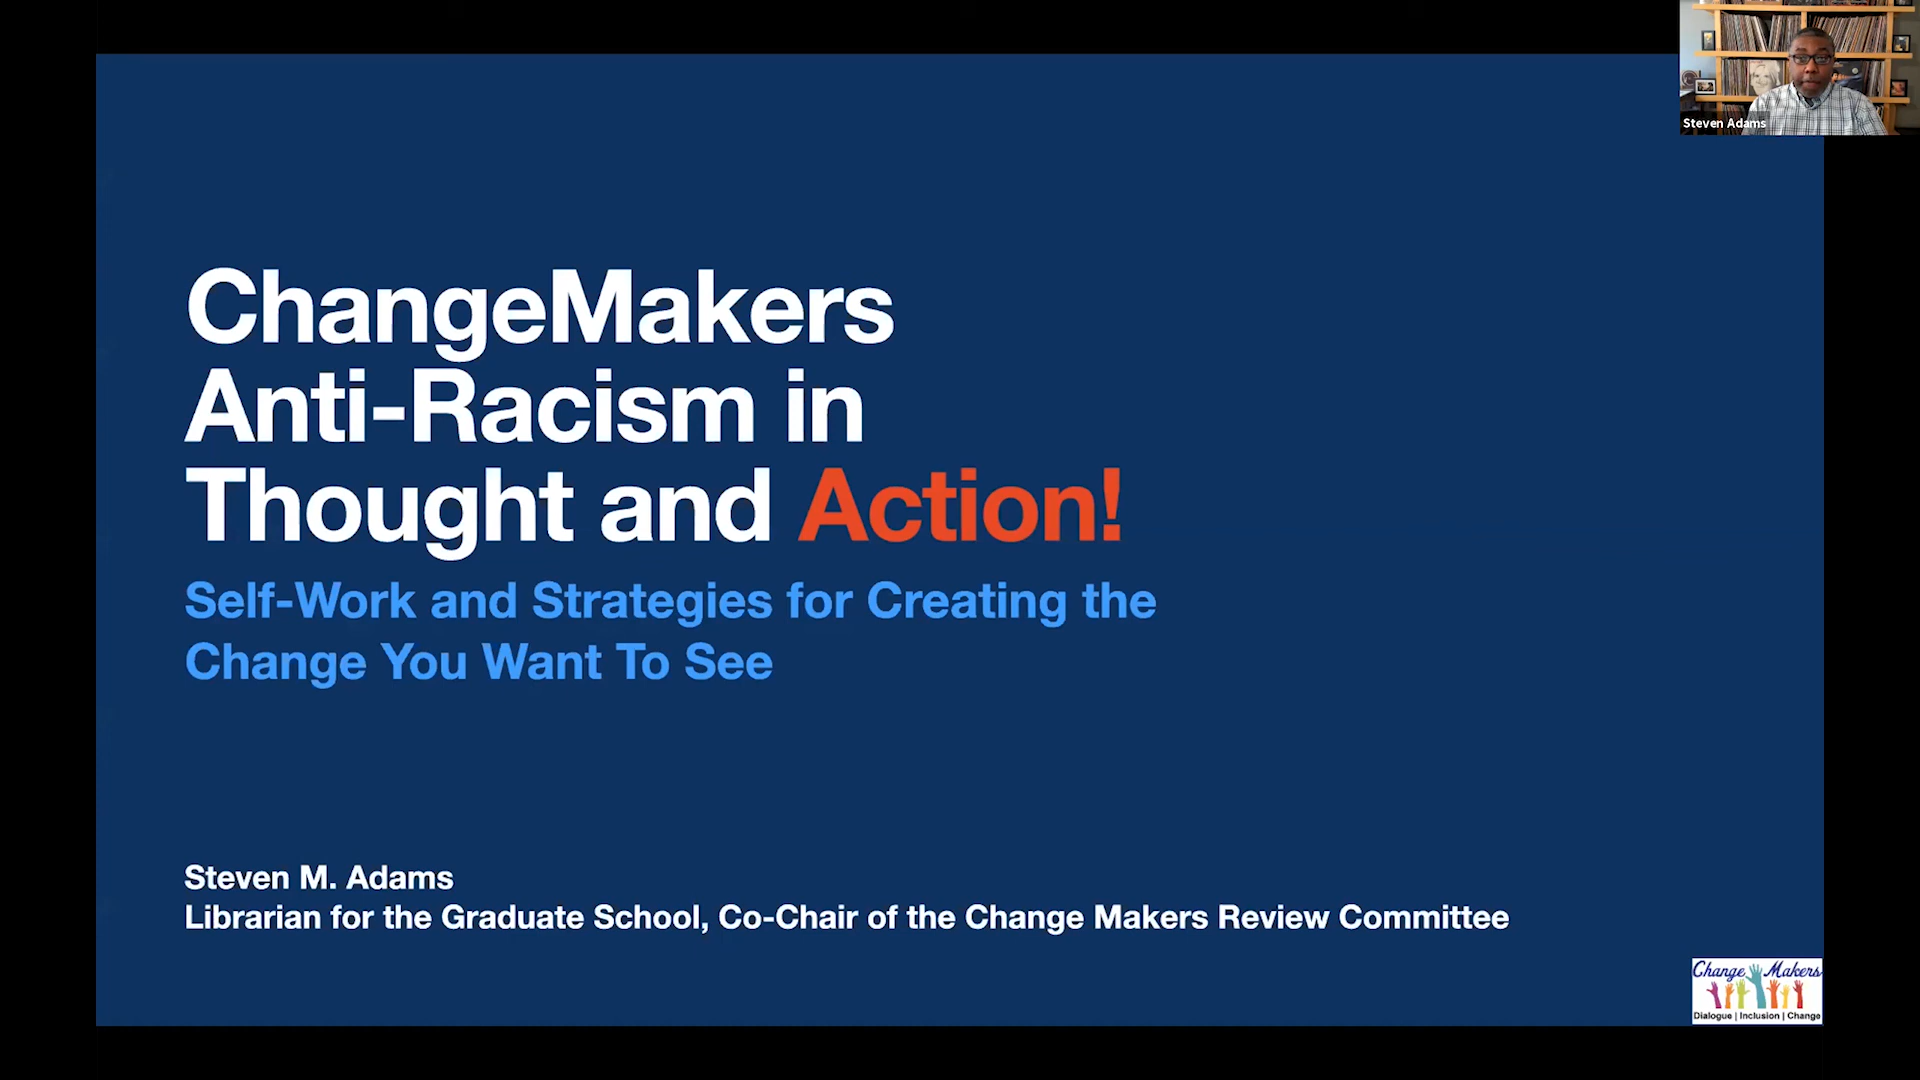 Steven Adams
ChangeMakers
Anti-Racism in
Thought and Action!
Self-Work and Strategies for Creating the
Change You Want To See
Steven M. Adams
Librarian for the Graduate School, Co-Chair of the Change Makers Review Committee
Change Makers
Dialogue | Inclusion | Change